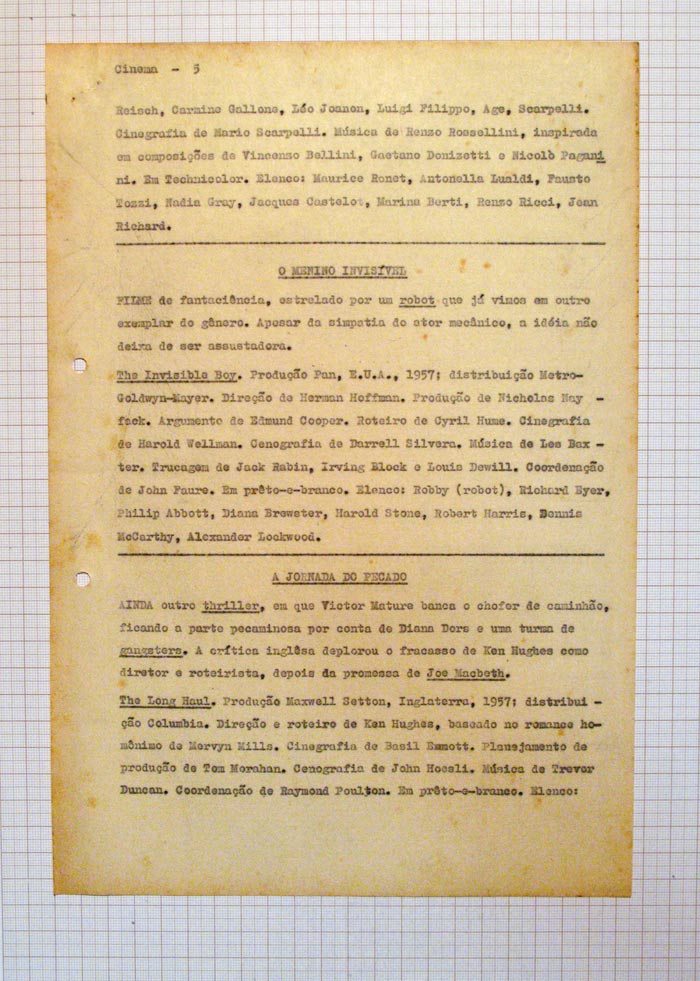 Cinema - 5
Reisch, Carmine Gallone, Léo Joanon, Luigi Filippo, Age, Scarpelli.
Cinegrafia de Mario Scarpelli. Música de Renzo Rossellini, inspirada
em composições de Vincenzo Bellini, Gaetano Donizetti e Nicolò Pagani
ni. Em Technicolor. Elenco: Maurice Ronet, Antonella Lualdi, Fausto
Tozzi, Nadia Gray, Jacques Castelot, Marina Berti, Renzo Ricci, Jean
Richard.
O MENINO INVISÍVEL
FILME de fantaciência, estrelado por um robot que já vimos em outro
exemplar do gênero. Apesar da simpatia do ator mecânico, a idéia não
deixa de ser assustadora.
The Invisible Boy. Produção Pan, E.U.A., 1957; distribuição Metro-
Goldwyn-Mayer. Direção de Herman Hoffman. Produção de Nicholas Nay -
fack. Argumento de Edmund Cooper. Roteiro de Cyril Hume. Cinegrafia
de Harold Wellman. Cenografia de Darrell Silvera. Música de Les Bax -
ter. Trucagem de Jack Rabin, Irving Block e Louis Dewill. Coordenação
de John Faure. Em prêto-e-branco. Elenco: Robby (robot), Richard Eyer,
Philip Abbott, Diana Brewster, Harold Stone, Robert Harris, Dennis
McCarthy, Alexander Lockwood.
A JORNADA DO PECADO
AINDA outro thriller, em que Victor Mature banca o chofer de caminhão,
ficando a parte pecaminosa por conta de Diana Dors e uma turma de
gangsters. A crítica inglêsa deplorou o fracasso de Ken Hughes como
diretor e roteirista, depois da promessa de Joe Macbeth.
The Long Haul. Produção Maxwell Setton, Inglaterra, 1957; distribui -
ção Columbia. Direção e roteiro de Ken Hughes, baseado no romance ho-
mônimo de Mervyn Mills. Cinegrafia de Basil Emmott. Planejamento de
produção de Tom Morahan. Cenografia de John Hoesli. Música de Trevor
Duncan. Coordenação de Raymond Poulton. Em prêto-e-branco. Elenco: